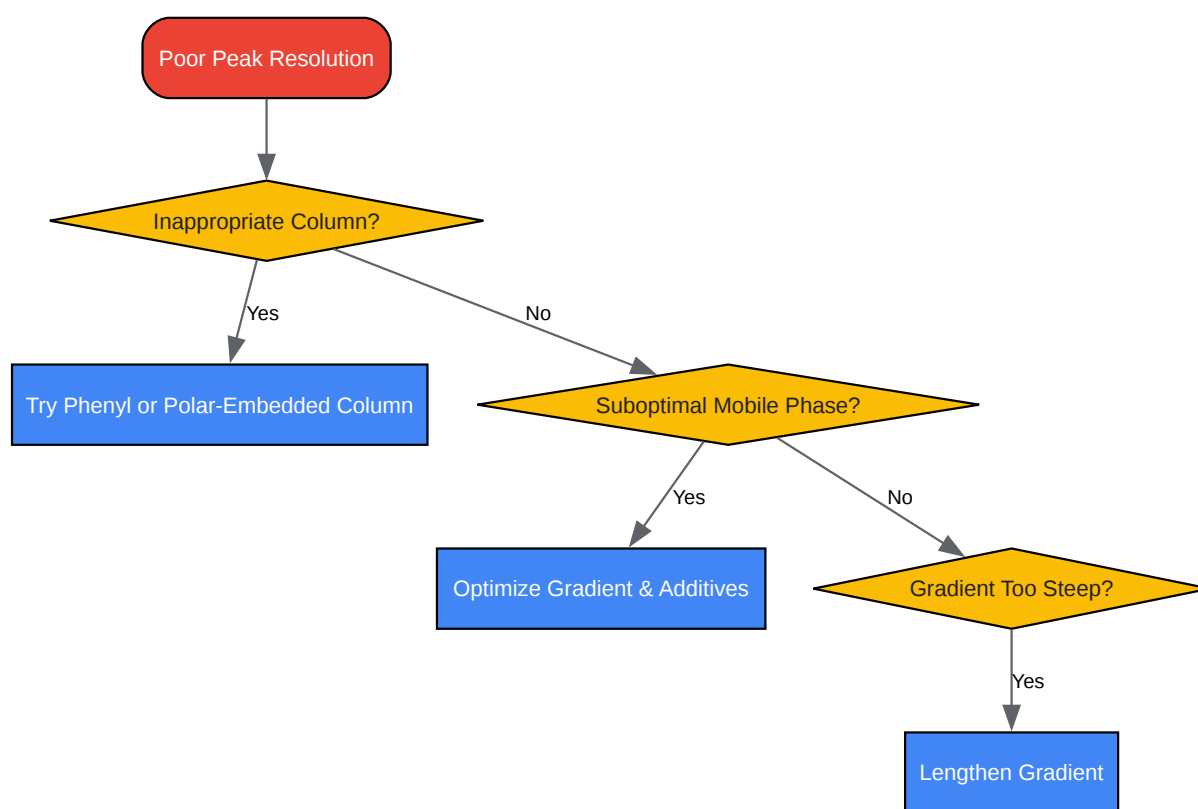 Poor Peak Resolution
Inappropriate Column?
Yes
No
Try Phenyl or Polar-Embedded Column
Suboptimal Mobile Phase?
Yes
No
Optimize Gradient & Additives
Gradient Too Steep?
Yes
Lengthen Gradient